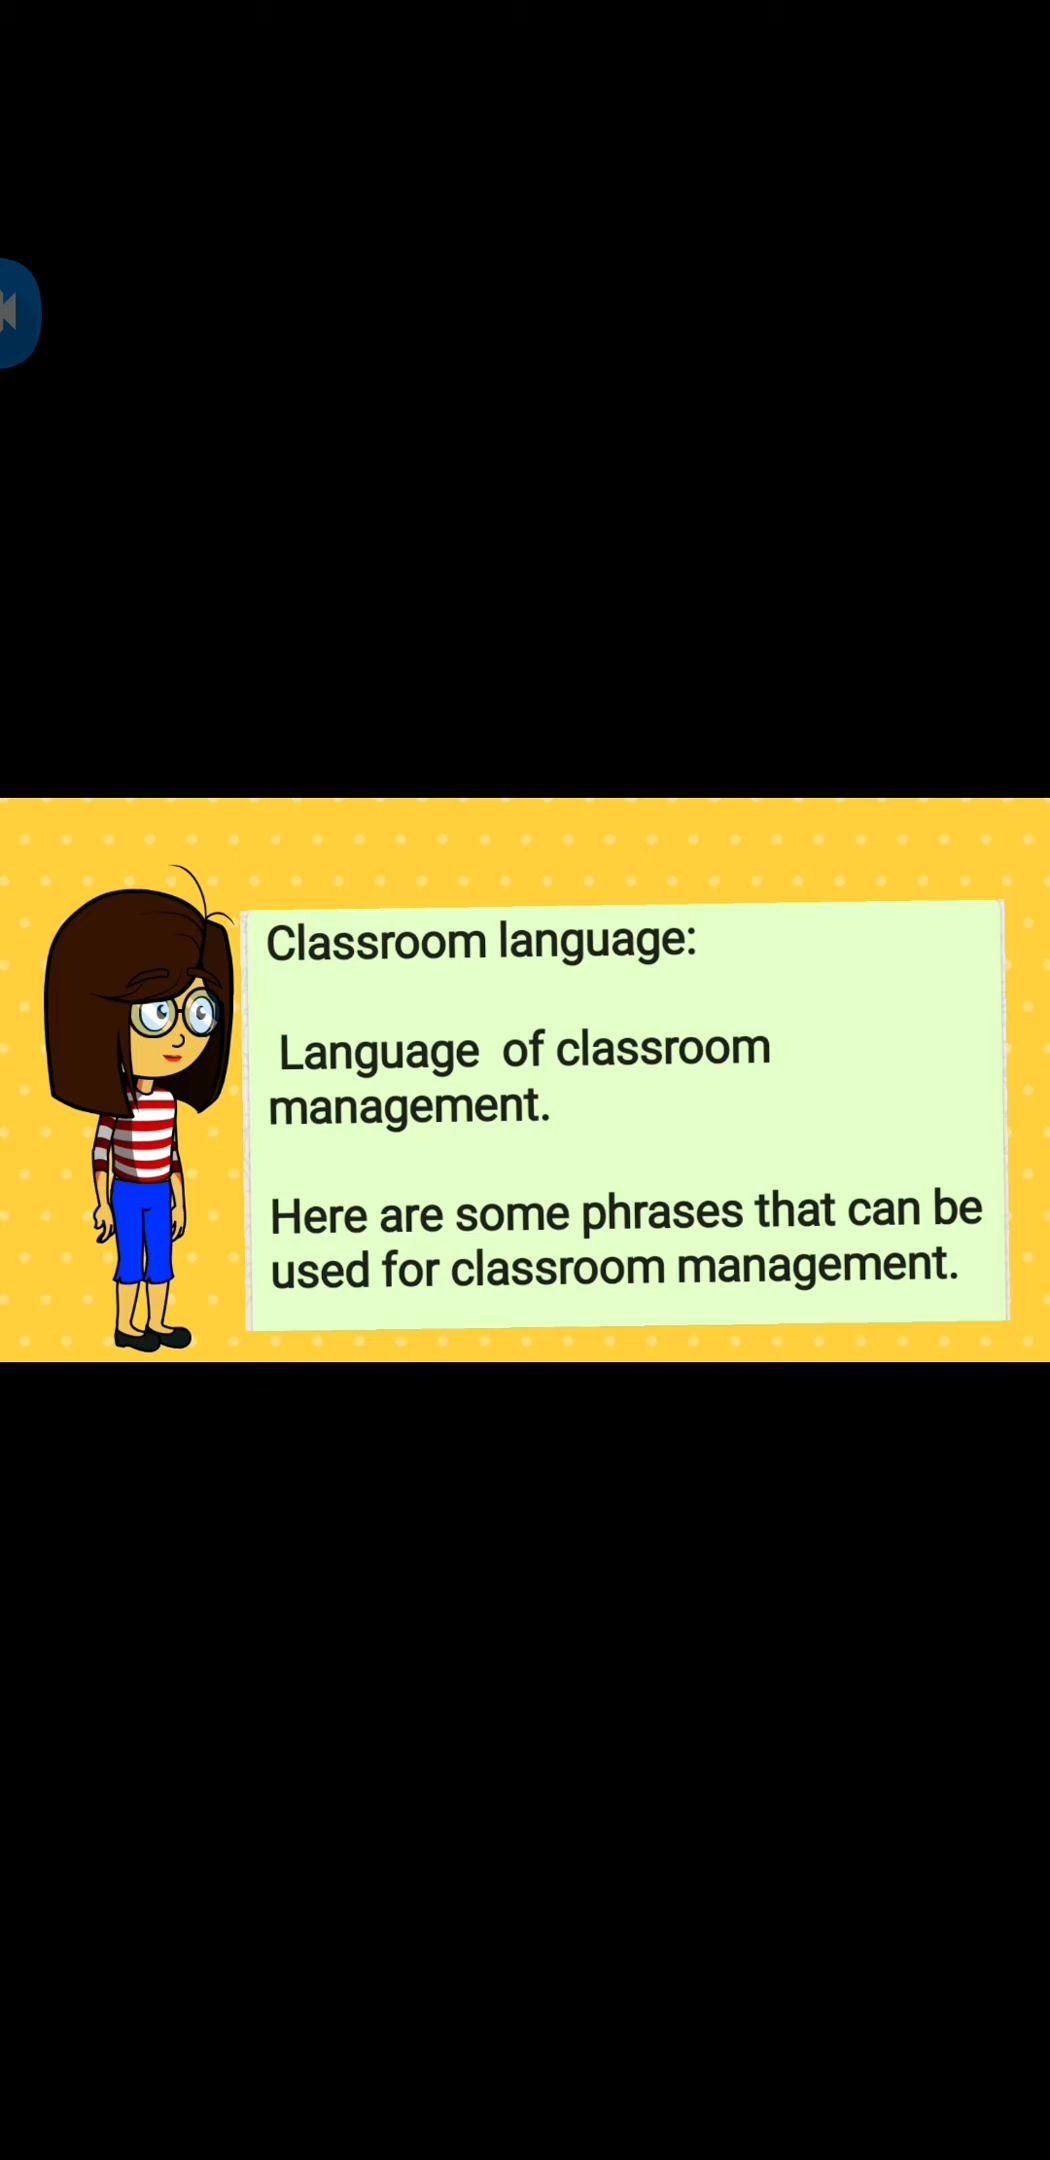 Classroom language:
Language of classroom
management.
Here are some phrases that can be
used for classroom management.